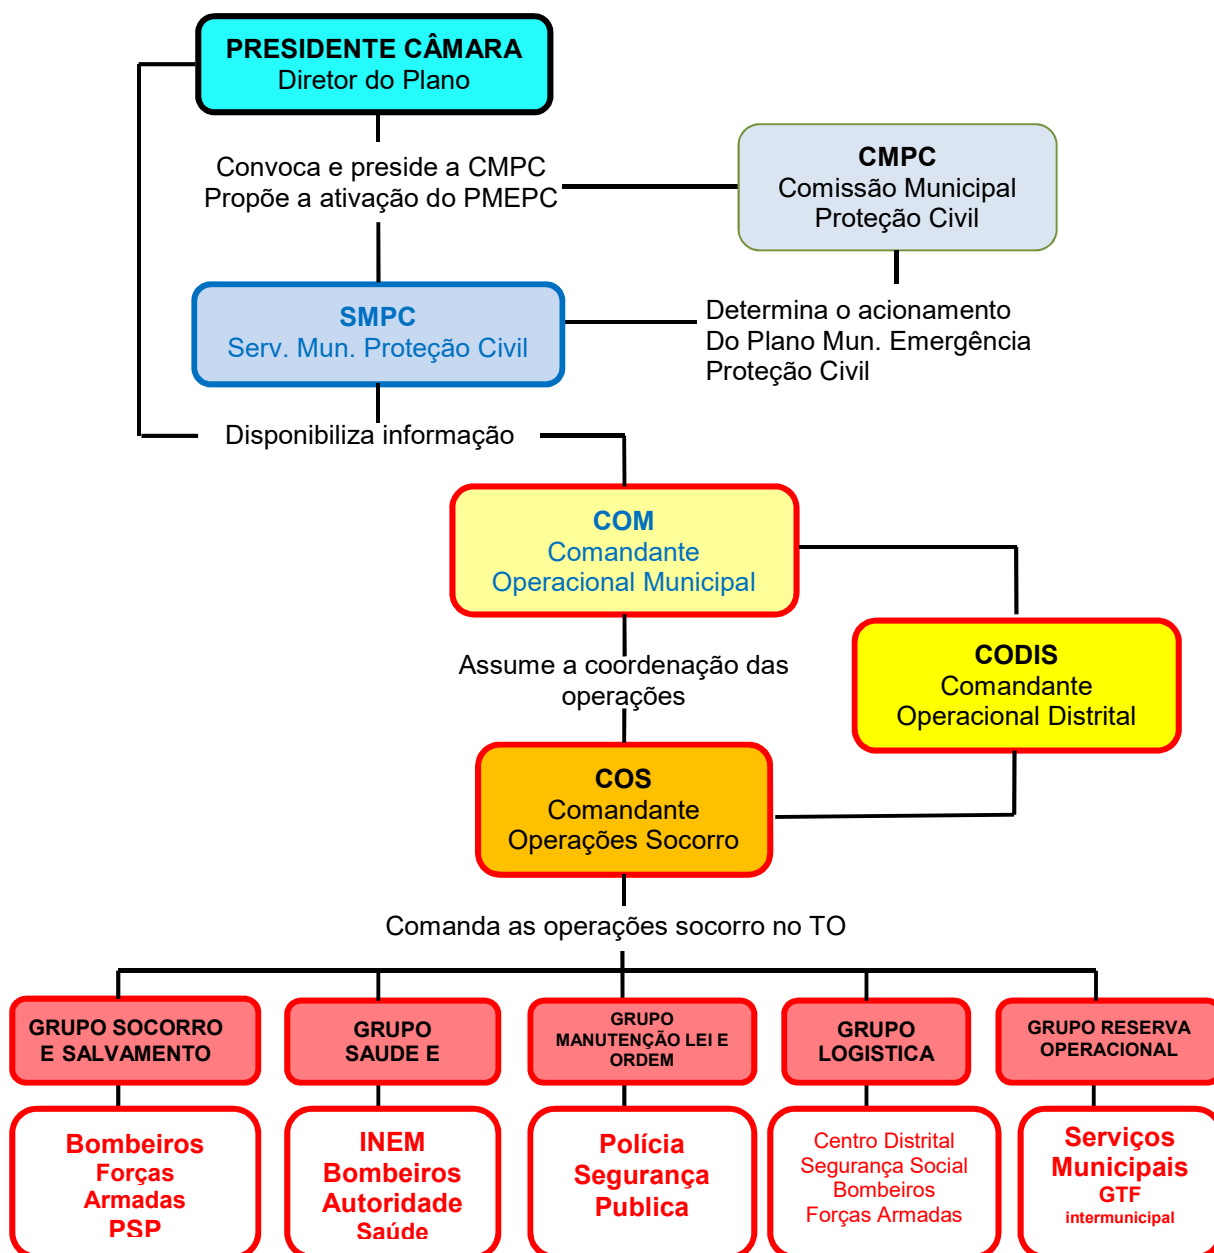 PRESIDENTE CÂMARA
Diretor do Plano
Convoca e preside a CMPC
Propõe a ativação do PMEPC
CMPC
Comissão Municipal
Proteção Civil
SMPC
Serv. Mun. Proteção Civil
Determina o acionamento
Do Plano Mun. Emergência
Proteção Civil
Disponibiliza informação
COM
Comandante
Operacional Municipal
CODIS
Comandante
Operacional Distrital
Assume a coordenação das
operações
COS
Comandante
Operações Socorro
Comanda as operações socorro no TO
GRUPO SOCORRO
E SALVAMENTO
GRUPO
SAUDE E
GRUPO
MANUTENÇÃO LEI E
ORDEM
GRUPO
LOGISTICA
GRUPO RESERVA
OPERACIONAL
Bombeiros
Forças
Armadas
PSP
INEM
Bombeiros
Autoridade
Saúde
Polícia
Segurança
Publica
Centro Distrital
Segurança Social
Bombeiros
Forças Armadas
Serviços
Municipais
GTF
intermunicipal